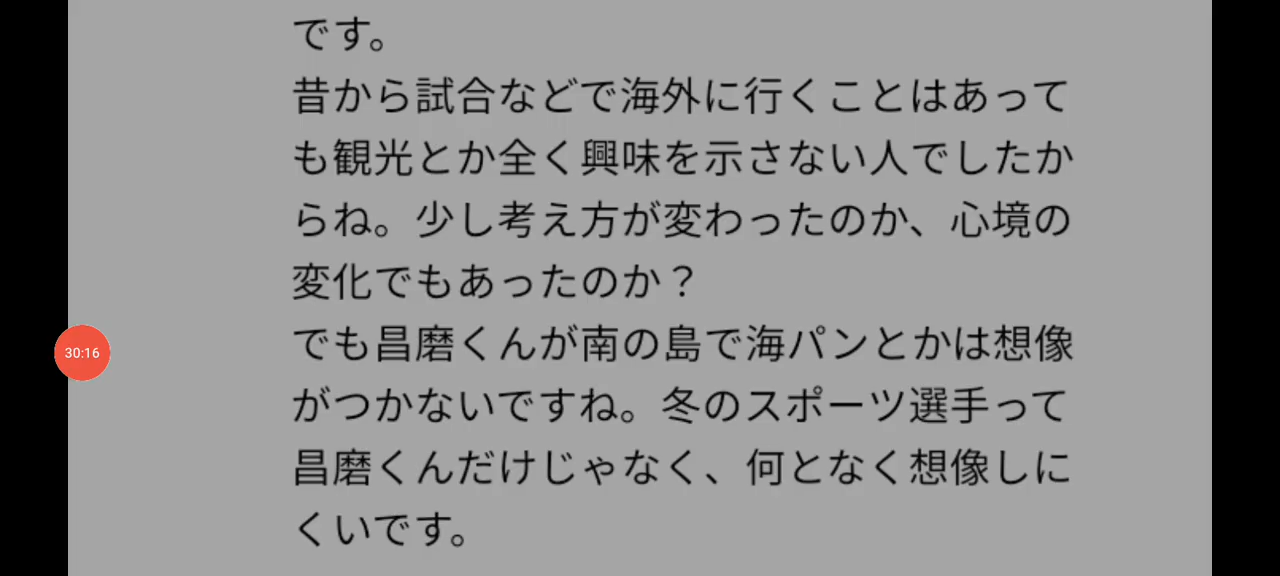 です。
昔から試合などで海外に行くことはあって
も観光とか全く興味を示さない人でしたか
らね。少し考え方が変わったのか、心境の
変化でもあったのか？
でも昌磨くんが南の島で海パンとかは想像
がつかないですね。冬のスポーツ選手って
昌磨くんだけじゃなく、何となく想像しに
くいです。
30:16